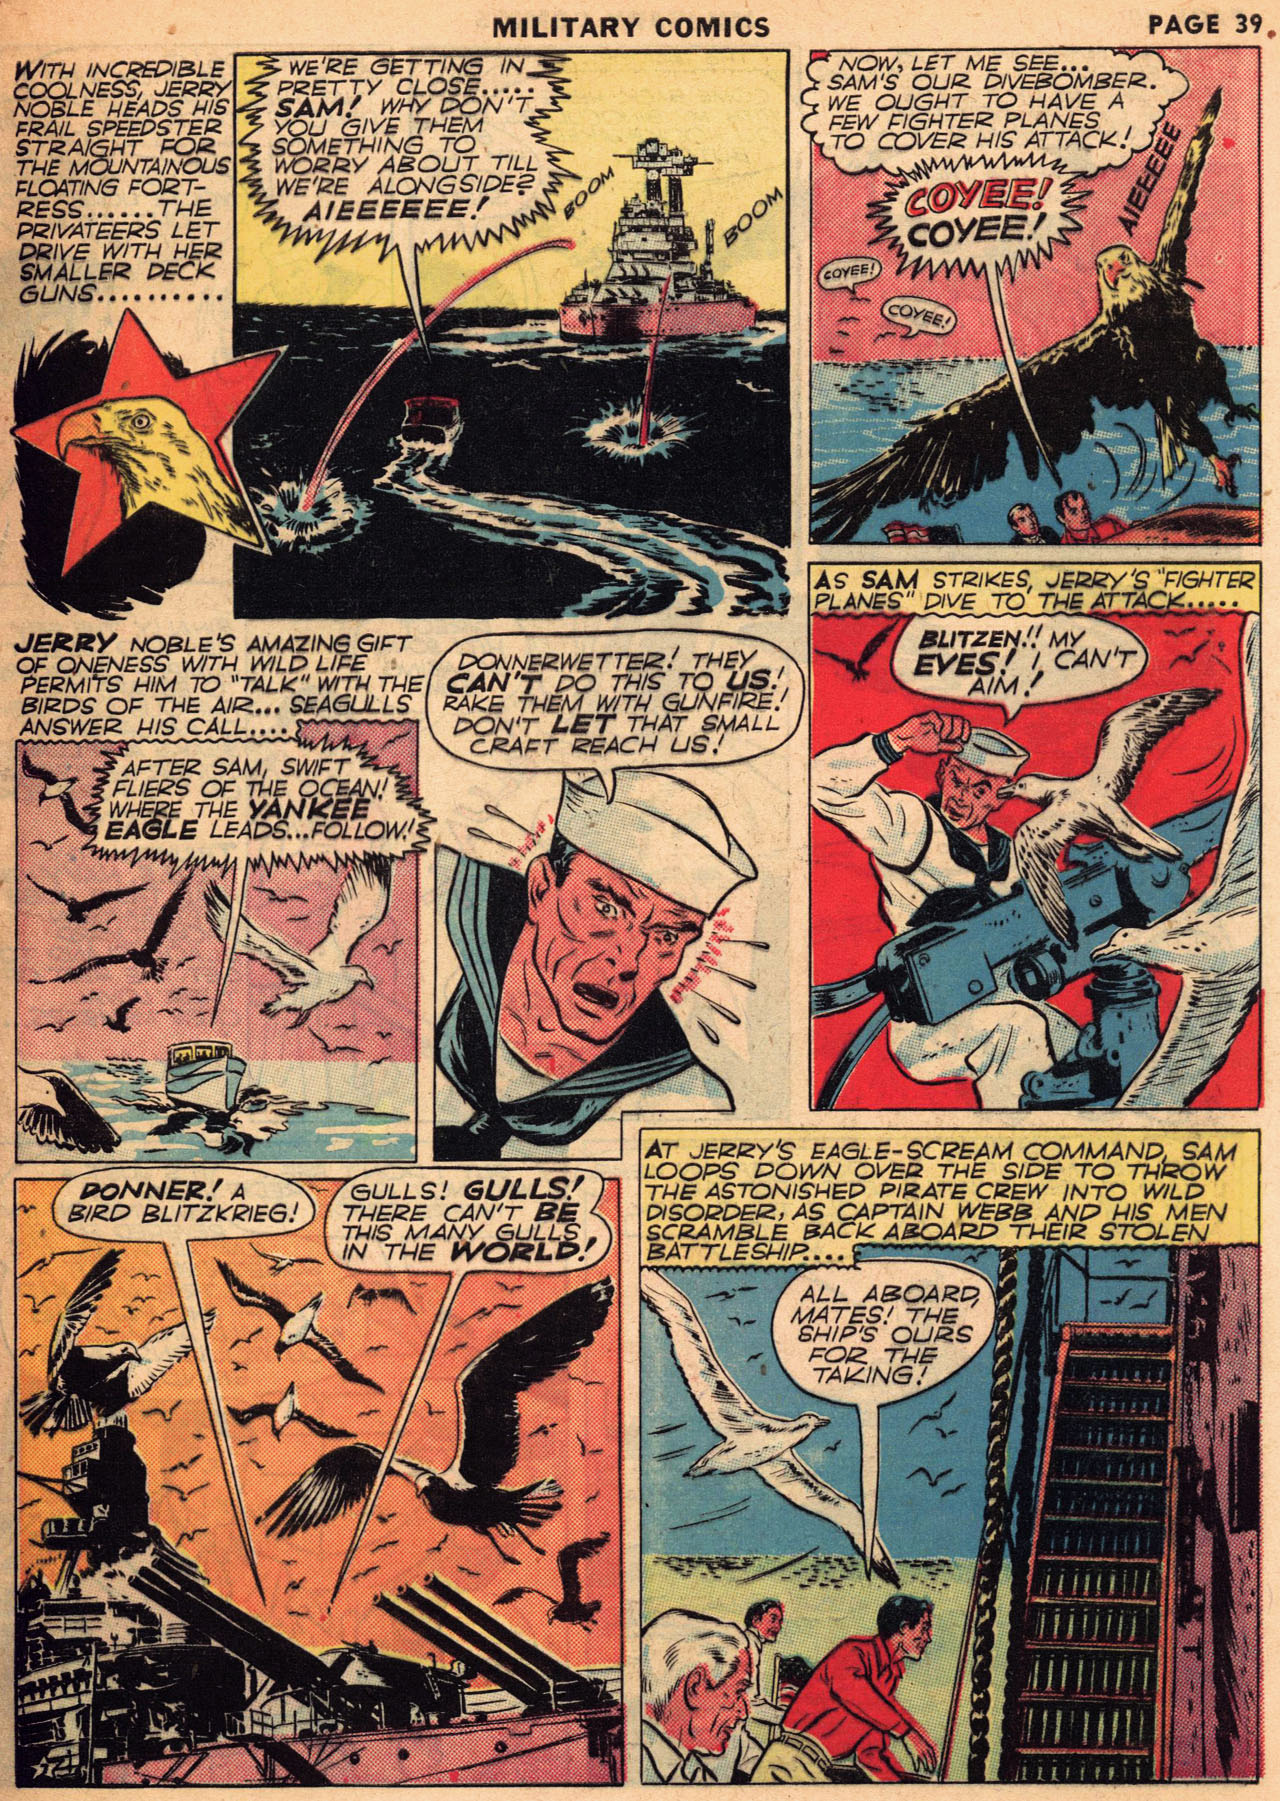 MILITARY COMICS
PAGE 39
WITH INCREDIBLE
COOLNESS, JERRY
NOBLE HEADS HIS
FRAIL SPEEDSTER
STRAIGHT FOR
THE MOUNTAINOUS
FLOATING FORT-
RESS......THE
PRIVATEERS LET
DRIVE WITH HER
SMALLER DECK
GUNS..........
WE'RE GETTING IN
PRETTY CLOSE.....
SAM! WHY DON'T
YOU GIVE THEM
SOMETHING TO
WORRY ABOUT TILL
WE'RE ALONGSIDE?
AIEEEEEEE!
BOOM
BOOM
NOW, LET ME SEE...
SAM'S OUR DIVEBOMBER.
WE OUGHT TO HAVE A
FEW FIGHTER PLANES
TO COVER HIS ATTACK!
COYEE!
COYEE!
AIEEEEEE
COYEE!
COYEE!
JERRY NOBLE'S AMAZING GIFT
OF ONENESS WITH WILD LIFE
PERMITS HIM TO "TALK" WITH THE
BIRDS OF THE AIR... SEAGULLS
ANSWER HIS CALL....
AFTER SAM, SWIFT
FLIERS OF THE OCEAN!
WHERE THE YANKEE
EAGLE LEADS...FOLLOW!
DONNERWETTER! THEY
CAN'T DO THIS TO US!
RAKE THEM WITH GUNFIRE!
DON'T LET THAT SMALL
CRAFT REACH US!
AS SAM STRIKES, JERRY'S "FIGHTER
PLANES" DIVE TO THE ATTACK.....
BLITZEN!! MY
EYES! I CAN'T
AIM!
DONNER! A
BIRD BLITZKRIEG!
GULLS! GULLS!
THERE CAN'T BE
THIS MANY GULLS
IN THE WORLD!
AT JERRY'S EAGLE-SCREAM COMMAND, SAM
LOOPS DOWN OVER THE SIDE TO THROW
THE ASTONISHED PIRATE CREW INTO WILD
DISORDER, AS CAPTAIN WEBB AND HIS MEN
SCRAMBLE BACK ABOARD THEIR STOLEN
BATTLESHIP....
ALL ABOARD,
MATES! THE
SHIP'S OURS
FOR THE
TAKING!